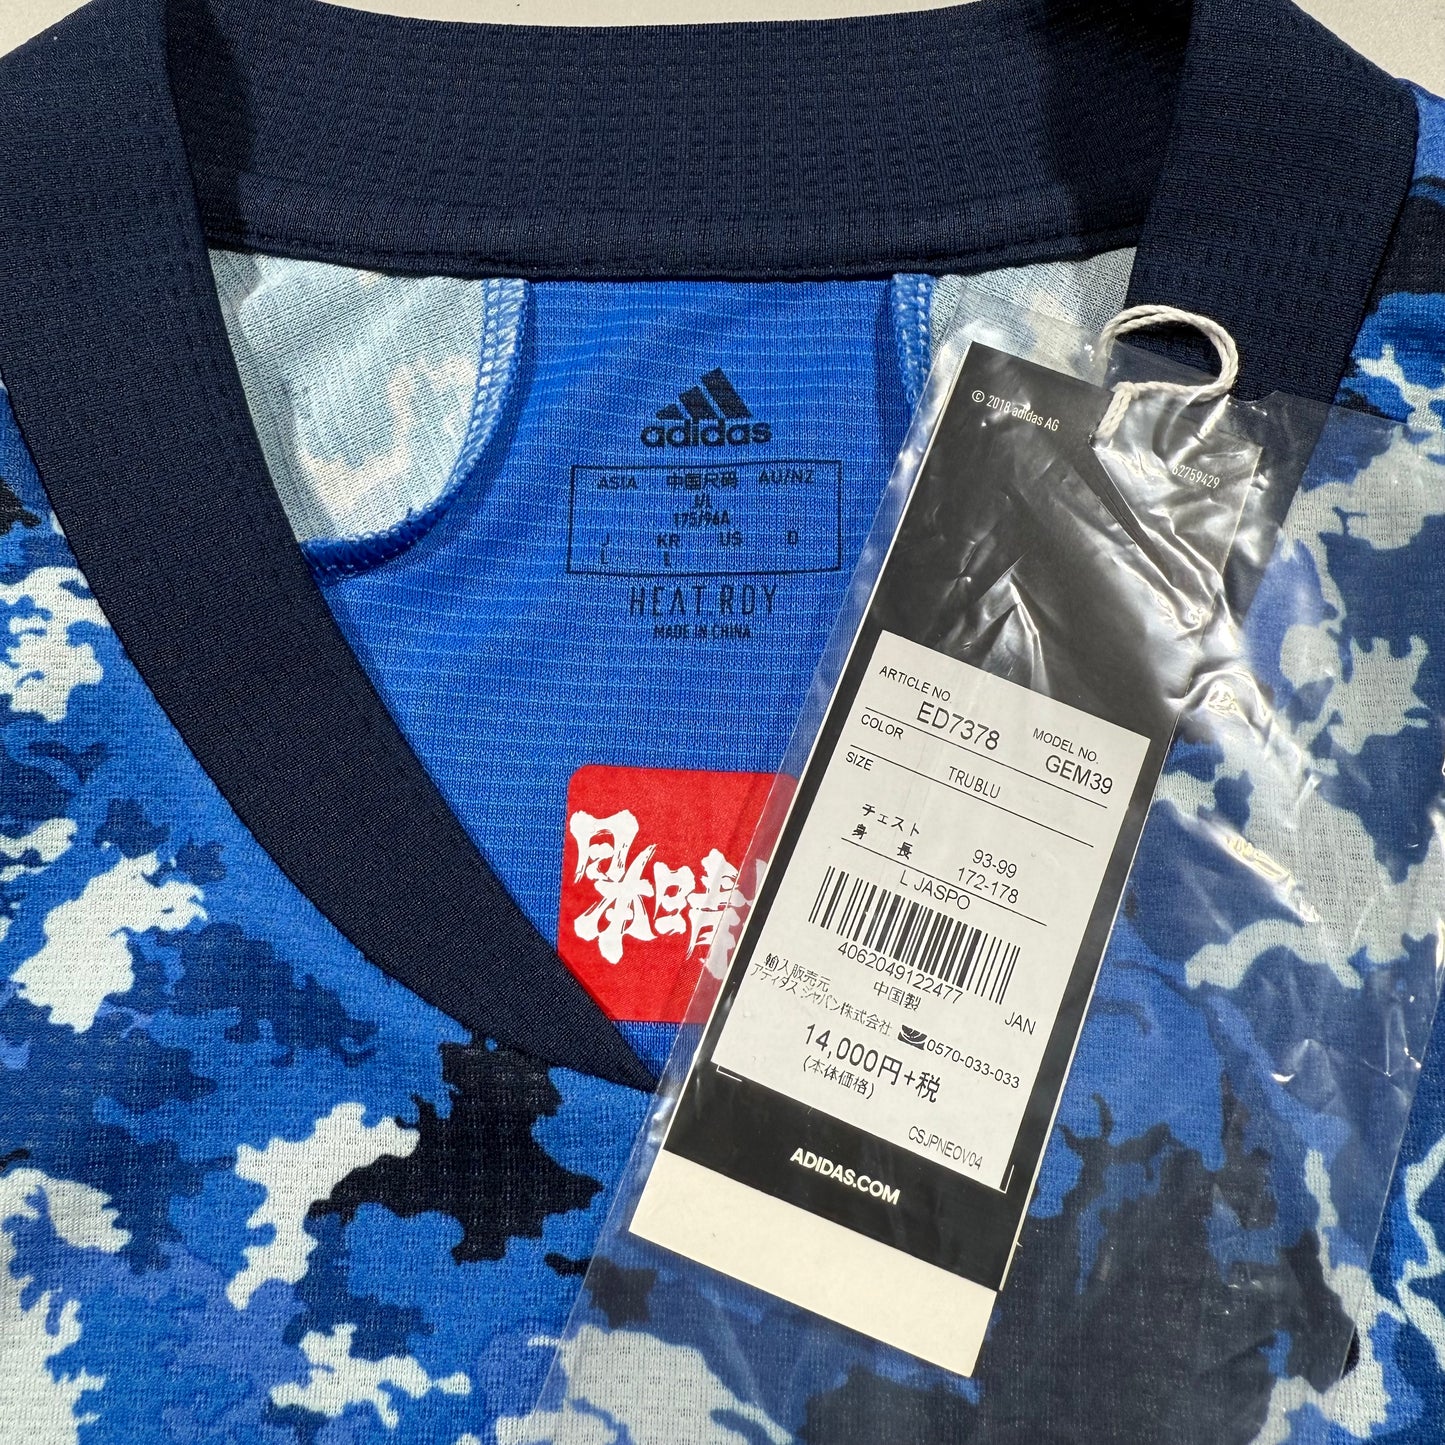 adidas
ASIA 中国尺码 AU/NZ
J/L
175/96A
J KR US 0
L L
HEAT.RDY
MADE IN CHINA
日本晴
© 2018 adidas AG
62759429
ARTICLE NO.
ED7378
MODEL NO.
GEM39
COLOR
TRUBLU
SIZE
チェスト 93-99
身長 172-178
L JASPO
4062049122477
JAN
輸入販売元 中国製
アディダス ジャパン株式会社 0570-033-033
14,000円+税
(本体価格)
CSJPNEOV04
ADIDAS.COM